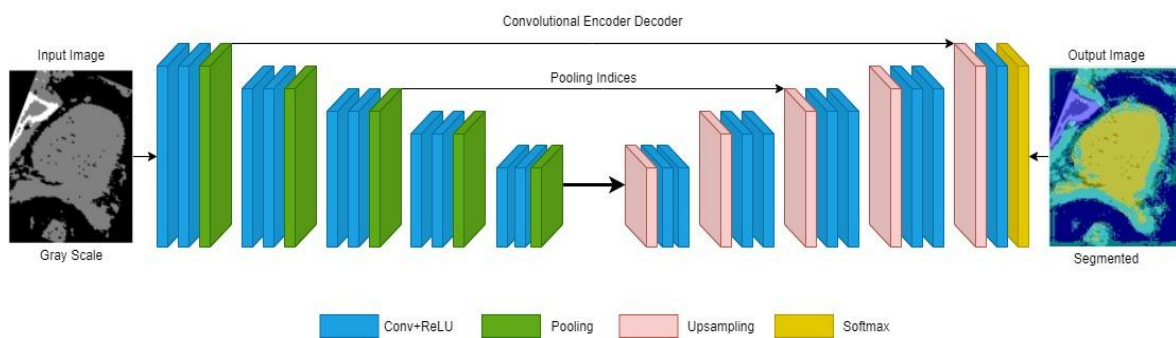 Convolutional Encoder Decoder
Input Image
Output Image
Pooling Indices
Gray Scale
Segmented
Conv+ReLU
Pooling
Upsampling
Softmax